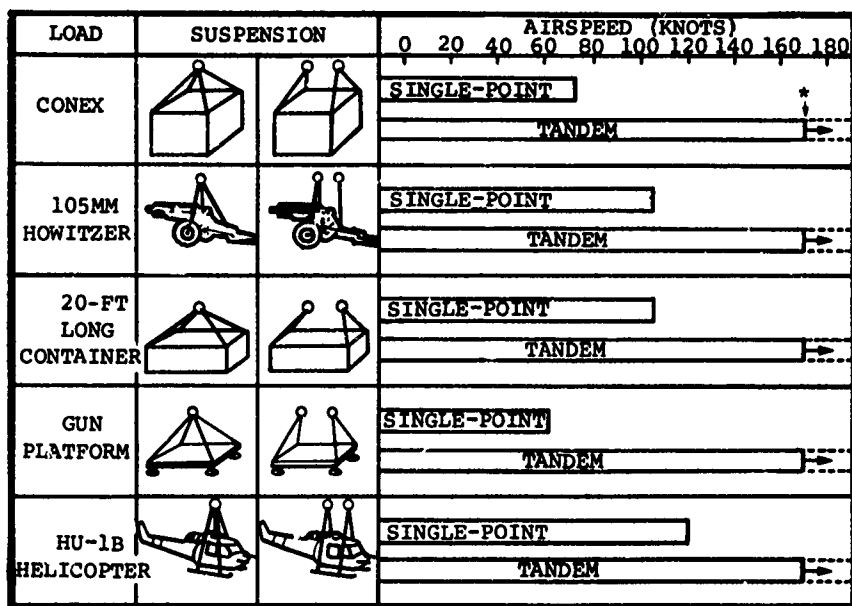 LOAD SUSPENSION AIRSPEED (KNOTS)
0 20 40 60 80 100 120 140 160 180
CONEX
SINGLE-POINT
*
TANDEM
105MM
HOWITZER
SINGLE-POINT
TANDEM
20-FT
LONG
CONTAINER
SINGLE-POINT
TANDEM
GUN
PLATFORM
SINGLE-POINT
TANDEM
HU-1B
HELICOPTER
SINGLE-POINT
TANDEM